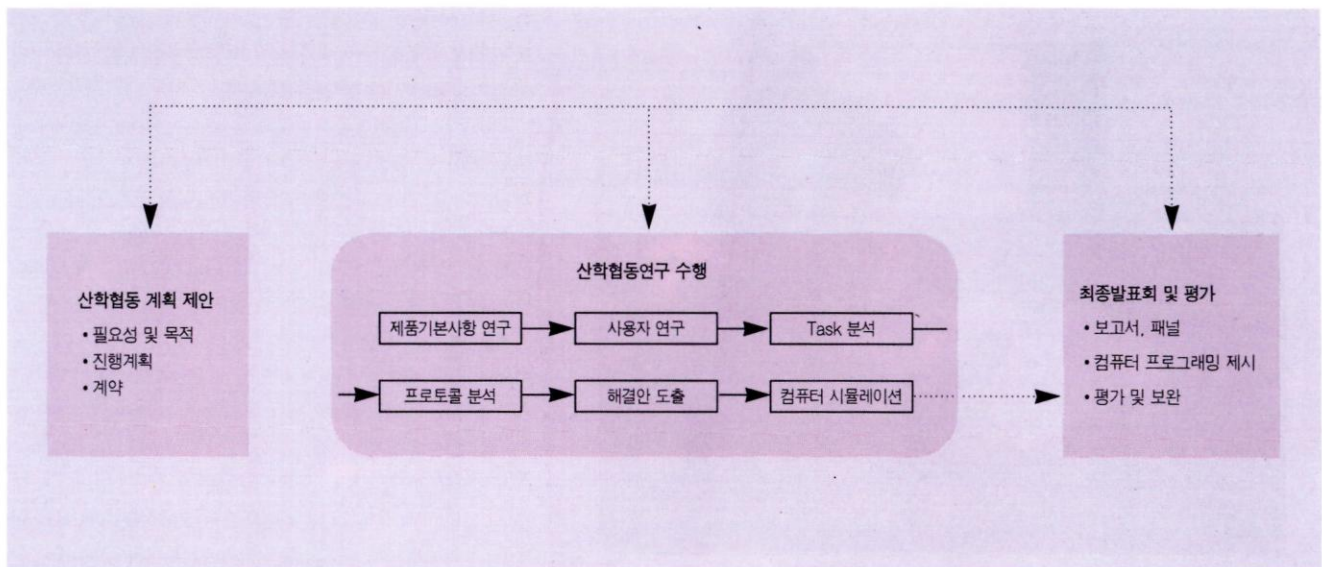 산학협동 계획 제안
• 필요성 및 목적
• 진행계획
• 계약
산학협동연구 수행
제품기본사항 연구
사용자 연구
Task 분석
프로토콜 분석
해결안 도출
컴퓨터 시뮬레이션
최종발표회 및 평가
• 보고서, 패널
• 컴퓨터 프로그래밍 제시
• 평가 및 보완